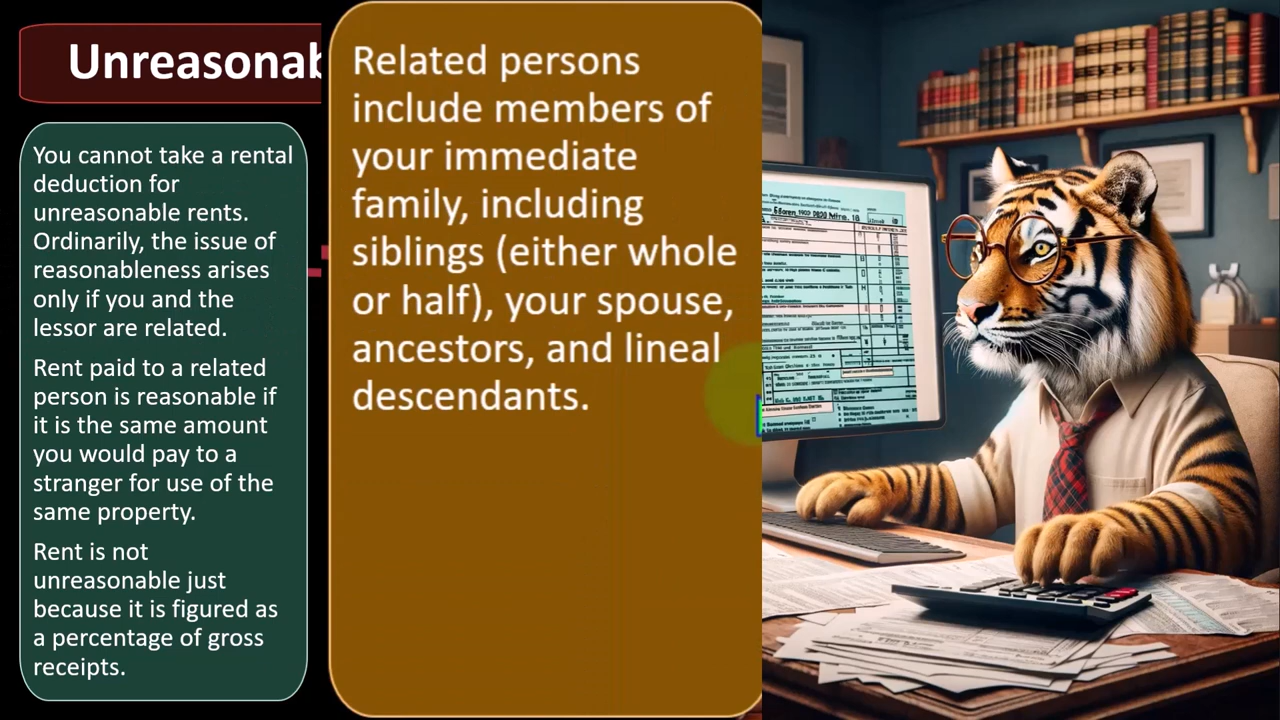 Unreasonab
You cannot take a rental
deduction for
unreasonable rents.
Ordinarily, the issue of
reasonableness arises
only if you and the
lessor are related.
Rent paid to a related
person is reasonable if
it is the same amount
you would pay to a
stranger for use of the
same property.
Rent is not
unreasonable just
because it is figured as
a percentage of gross
receipts.
Related persons
include members of
your immediate
family, including
siblings (either whole
or half), your spouse,
ancestors, and lineal
descendants.